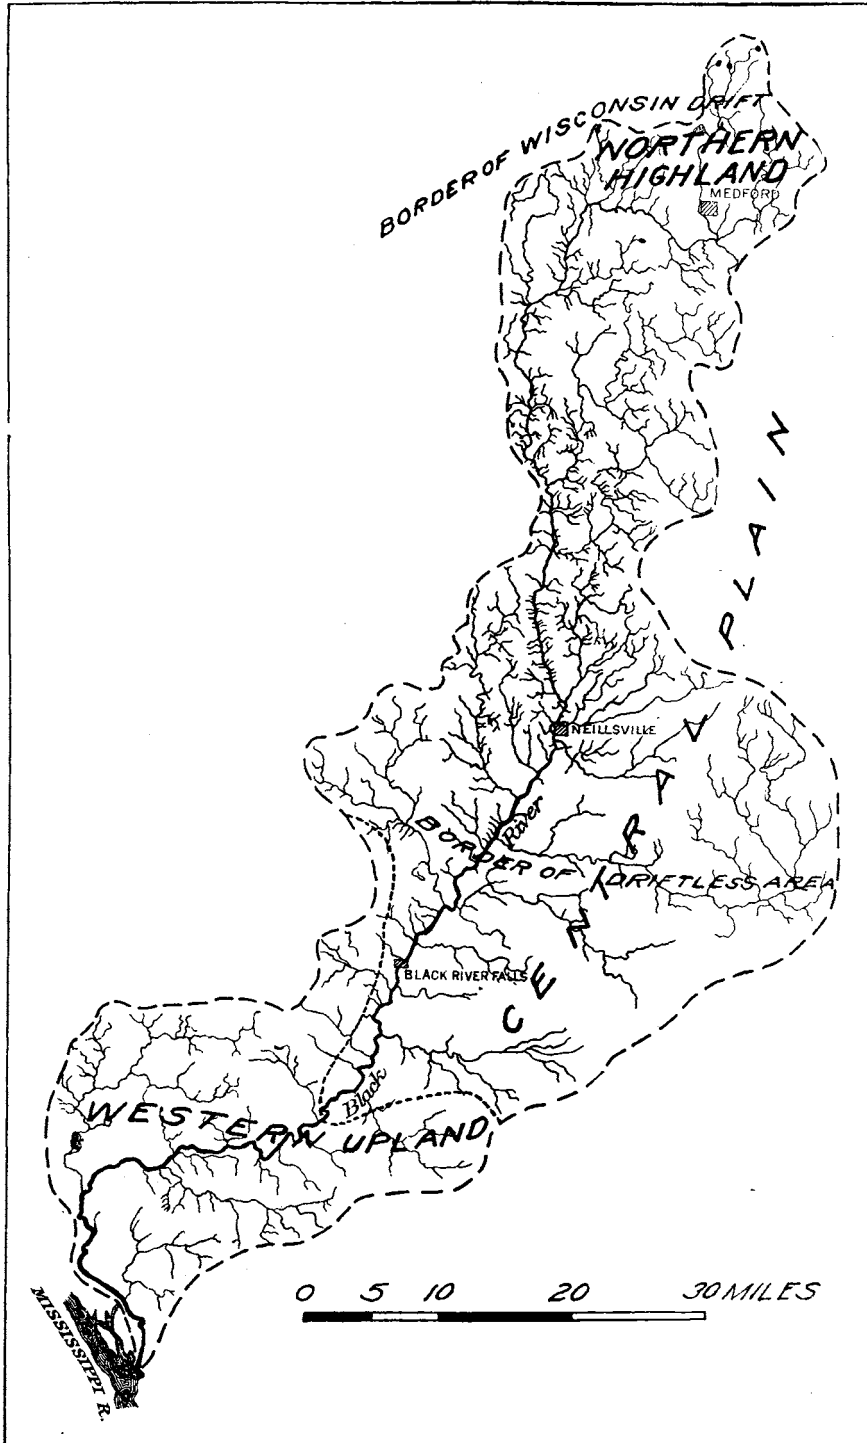 BORDER OF WISCONSIN DRIFT
NORTHERN
HIGHLAND
MEDFORD
CENTRAL PLAIN
NEILLSVILLE
Black River
BORDER OF DRIFTLESS AREA
BLACK RIVER FALLS
WESTERN UPLAND
0 5 10 20 30 MILES
MISSISSIPPI R.